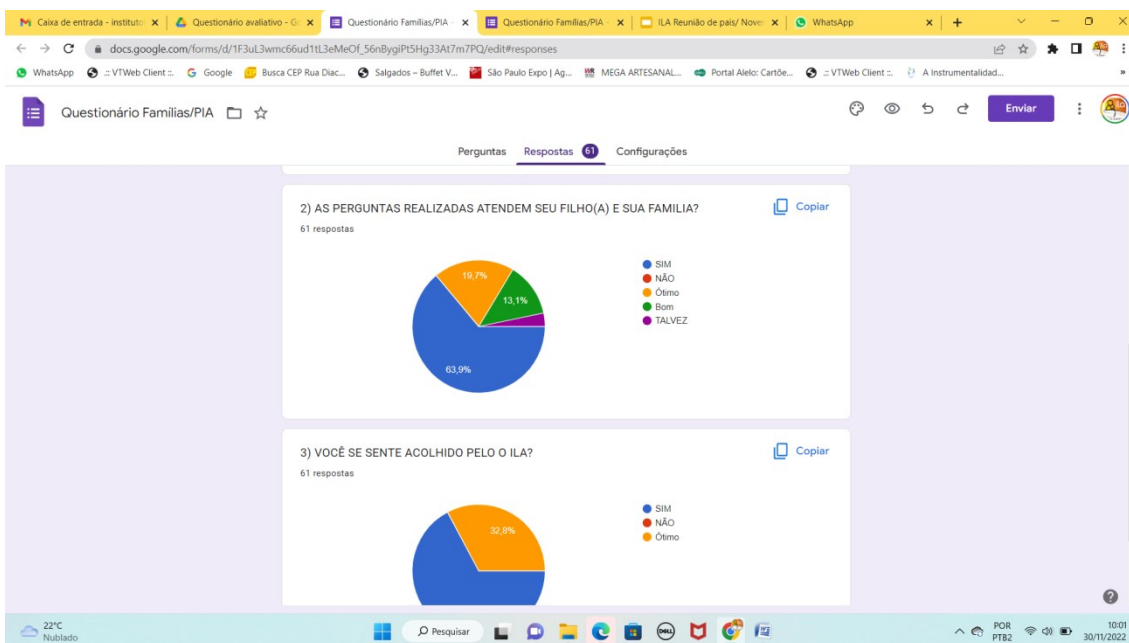 Caixa de entrada - instituto
Questionário avaliativo - Go
Questionário Famílias/PIA -
Questionário Famílias/PIA -
ILA Reunião de pais/ Nover
WhatsApp
docs.google.com/forms/d/1F3uL3wmc66ud1tL3eMeOf_56nBygiPt5Hg33At7m7PQ/edit#responses
WhatsApp
.:: VTWeb Client ::.
Google
Busca CEP Rua Diac...
Salgados – Buffet V...
São Paulo Expo | Ag...
MEGA ARTESANAL...
Portal Alelo: Cartõe...
.:: VTWeb Client ::.
A Instrumentalidad...
Questionário Famílias/PIA
Enviar
Perguntas Respostas 61 Configurações
2) AS PERGUNTAS REALIZADAS ATENDEM SEU FILHO(A) E SUA FAMILIA?
Copiar
61 respostas
19,7%
13,1%
63,9%
SIM
NÃO
Ótimo
Bom
TALVEZ
3) VOCÊ SE SENTE ACOLHIDO PELO O ILA?
Copiar
61 respostas
32,8%
SIM
NÃO
Ótimo
22°C
Nublado
Pesquisar
DELL
POR
PTB2
10:01
30/11/2022